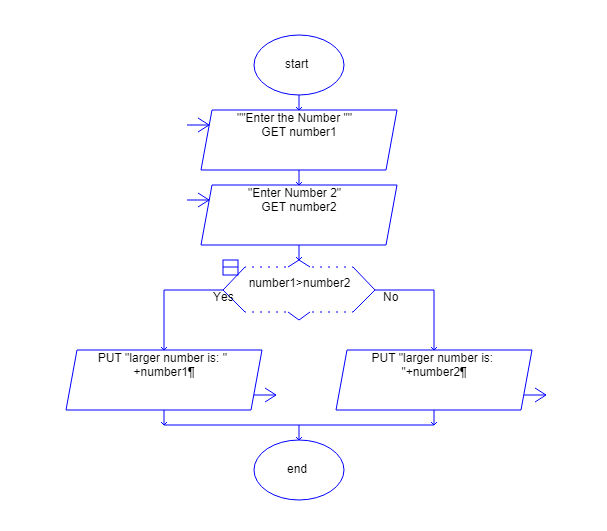 start
""Enter the Number ""
GET number1
"Enter Number 2"
GET number2
number1>number2
Yes
No
PUT "larger number is: "
+number1¶
PUT "larger number is:
"+number2¶
end